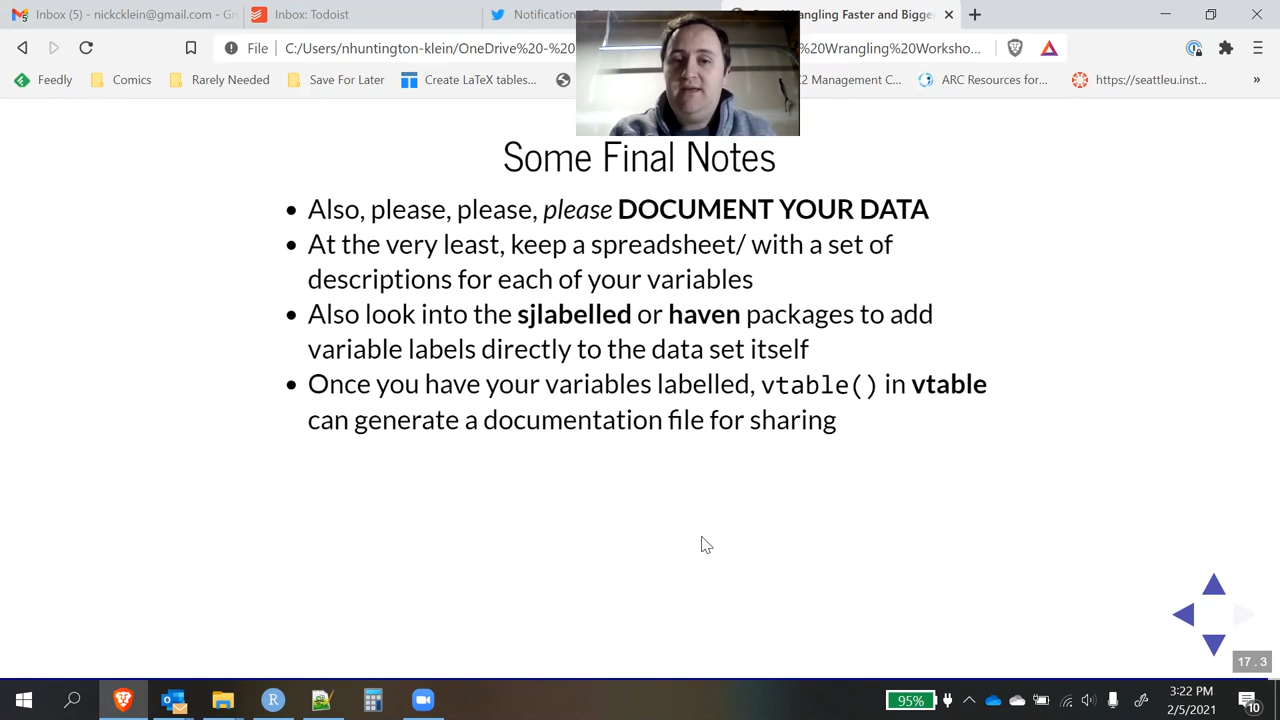 Inbox (5) - nickcklein@gmail.com - Gr
Inbox: Todoist
Wrangling Faster and Bigge
File
C:/Users/nhuntington-klein/OneDrive%20-%20
%20Wrangling%20Worksho...
Feedly
Comics
Rarely Needed
Save For Later
Create LaTeX tables...
2 Management C...
ARC Resources for...
https://seattleu.inst...
»
Some Final Notes
• Also, please, please, please DOCUMENT YOUR DATA
• At the very least, keep a spreadsheet/ with a set of
descriptions for each of your variables
• Also look into the sjlabelled or haven packages to add
variable labels directly to the data set itself
• Once you have your variables labelled, vtable() in vtable
can generate a documentation file for sharing
17.3
95%
3:22 PM
2/5/2021
10